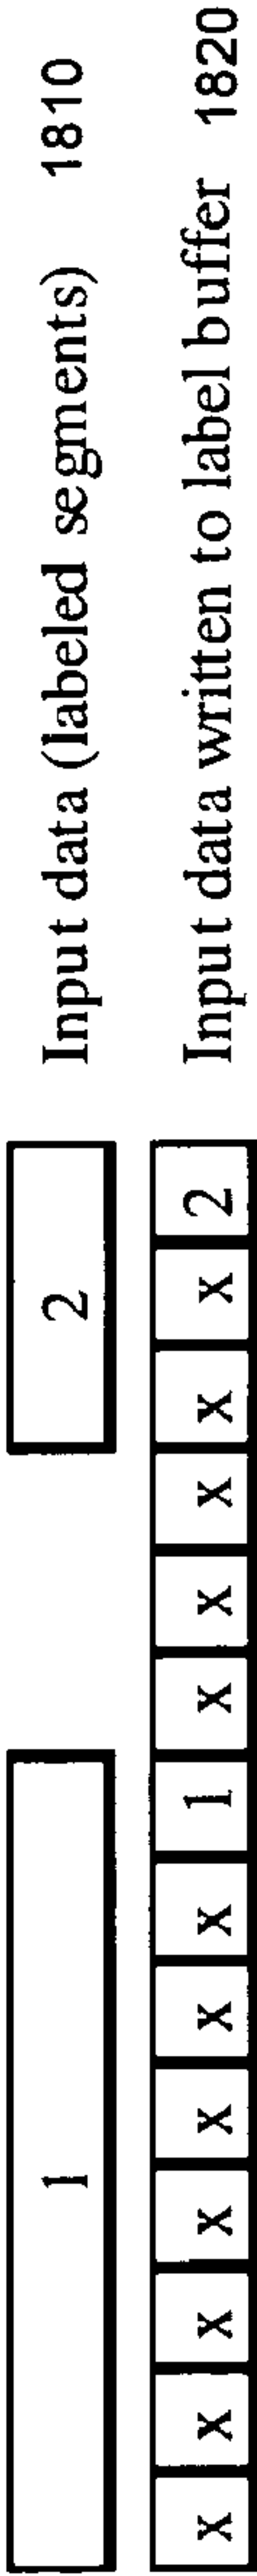 1 2 Input data (labeled segments) 1810
x x x x x x x 1 x x x x x 2 Input data written to label buffer 1820